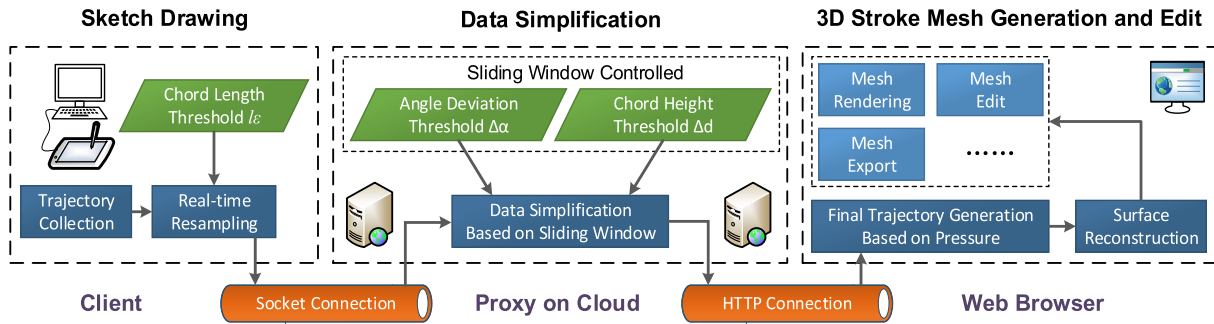 Sketch Drawing
Data Simplification
3D Stroke Mesh Generation and Edit
Chord Length
Threshold lε
Trajectory
Collection
Real-time
Resampling
Sliding Window Controlled
Angle Deviation
Threshold Δα
Chord Height
Threshold Δd
Data Simplification
Based on Sliding Window
Mesh
Rendering
Mesh
Edit
Mesh
Export
......
Final Trajectory Generation
Based on Pressure
Surface
Reconstruction
Client
Socket Connection
Proxy on Cloud
HTTP Connection
Web Browser